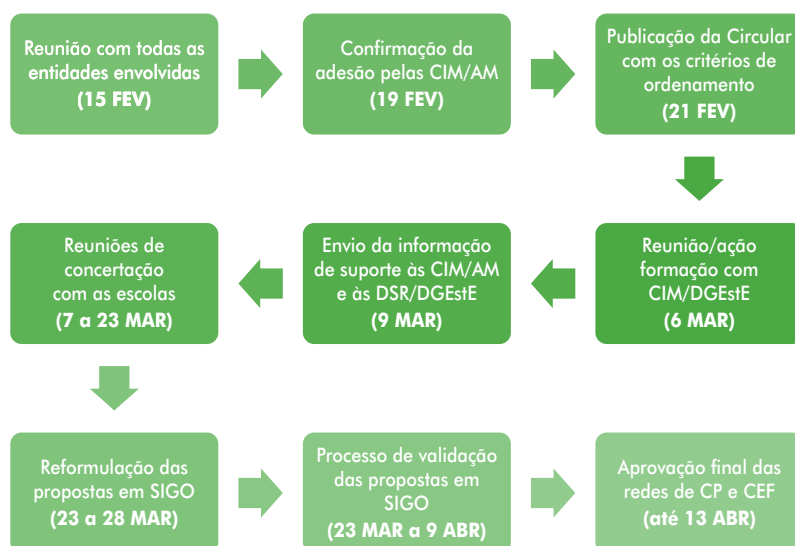 Reunião com todas as
entidades envolvidas
(15 FEV)
Confirmação da
adesão pelas CIM/AM
(19 FEV)
Publicação da Circular
com os critérios de
ordenamento
(21 FEV)
Reunião/ação
formação com
CIM/DGEstE
(6 MAR)
Envio da informação
de suporte às CIM/AM
e às DSR/DGEstE
(9 MAR)
Reuniões de
concertação
com as escolas
(7 a 23 MAR)
Reformulação das
propostas em SIGO
(23 a 28 MAR)
Processo de validação
das propostas em
SIGO
(23 MAR a 9 ABR)
Aprovação final das
redes de CP e CEF
(até 13 ABR)